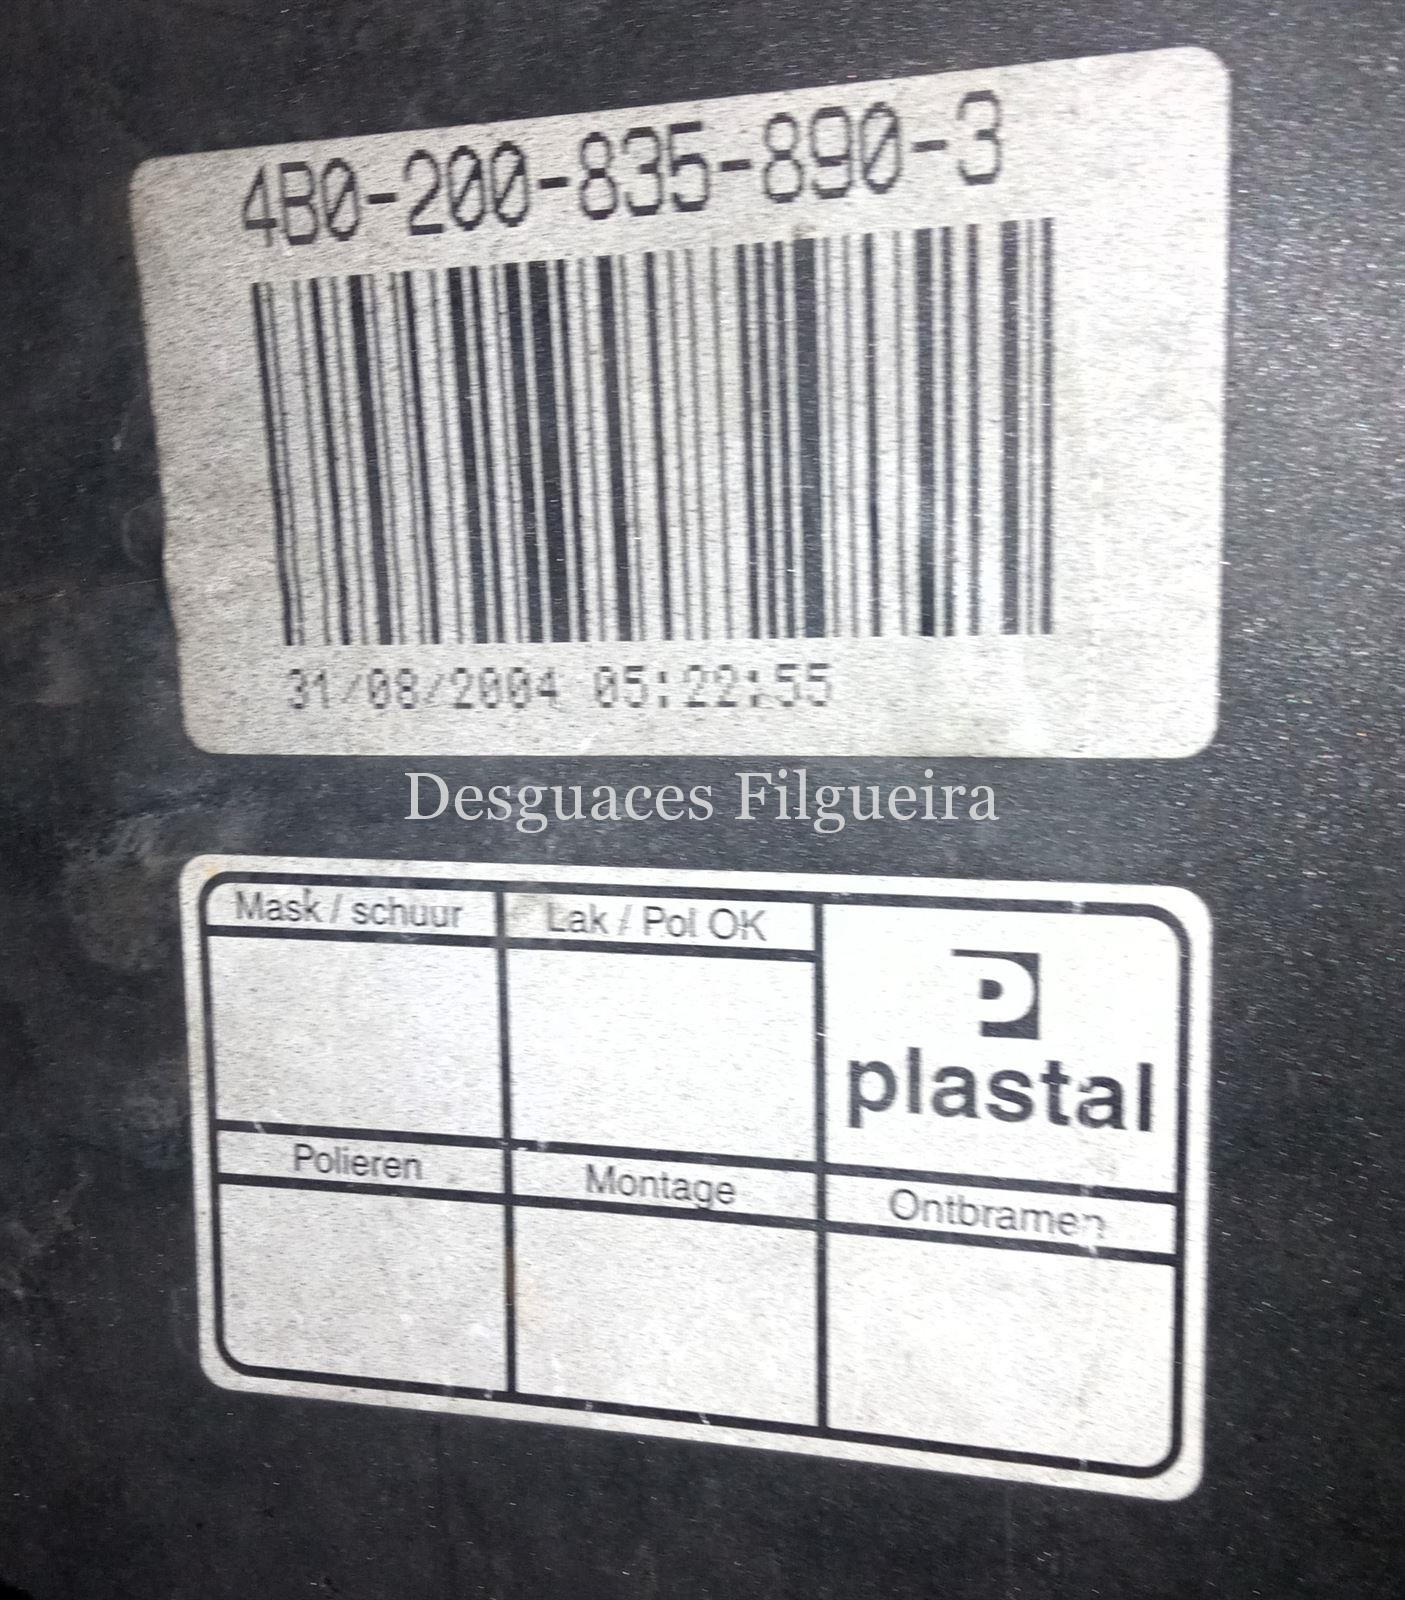 4B0-200-835-890-3
31/08/2004 05:22:55
Desguaces Filgueira
Mask / schuur
Lak / Pol OK
plastal
Polieren
Montage
Ontbramen